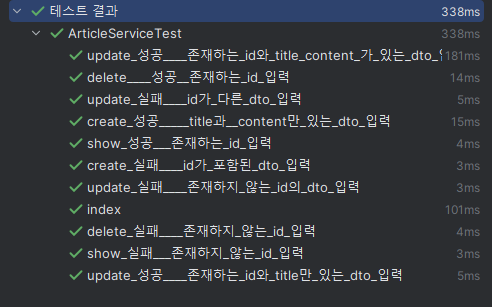 테스트 결과 338ms
ArticleServiceTest 338ms
update_성공____존재하는_id와_title_content_가_있는_dto_입 181ms
delete____성공__존재하는_id_입력 14ms
update_실패____id가_다른_dto_입력 5ms
create_성공_____title과__content만_있는_dto_입력 15ms
show_성공___존재하는_id_입력 4ms
create_실패____id가_포함된_dto_입력 3ms
update_실패____존재하지_않는_id의_dto_입력 3ms
index 101ms
delete_실패____존재하지_않는_id_입력 4ms
show_실패___존재하지_않는_id_입력 3ms
update_성공____존재하는_id와_title만_있는_dto_입력 5ms